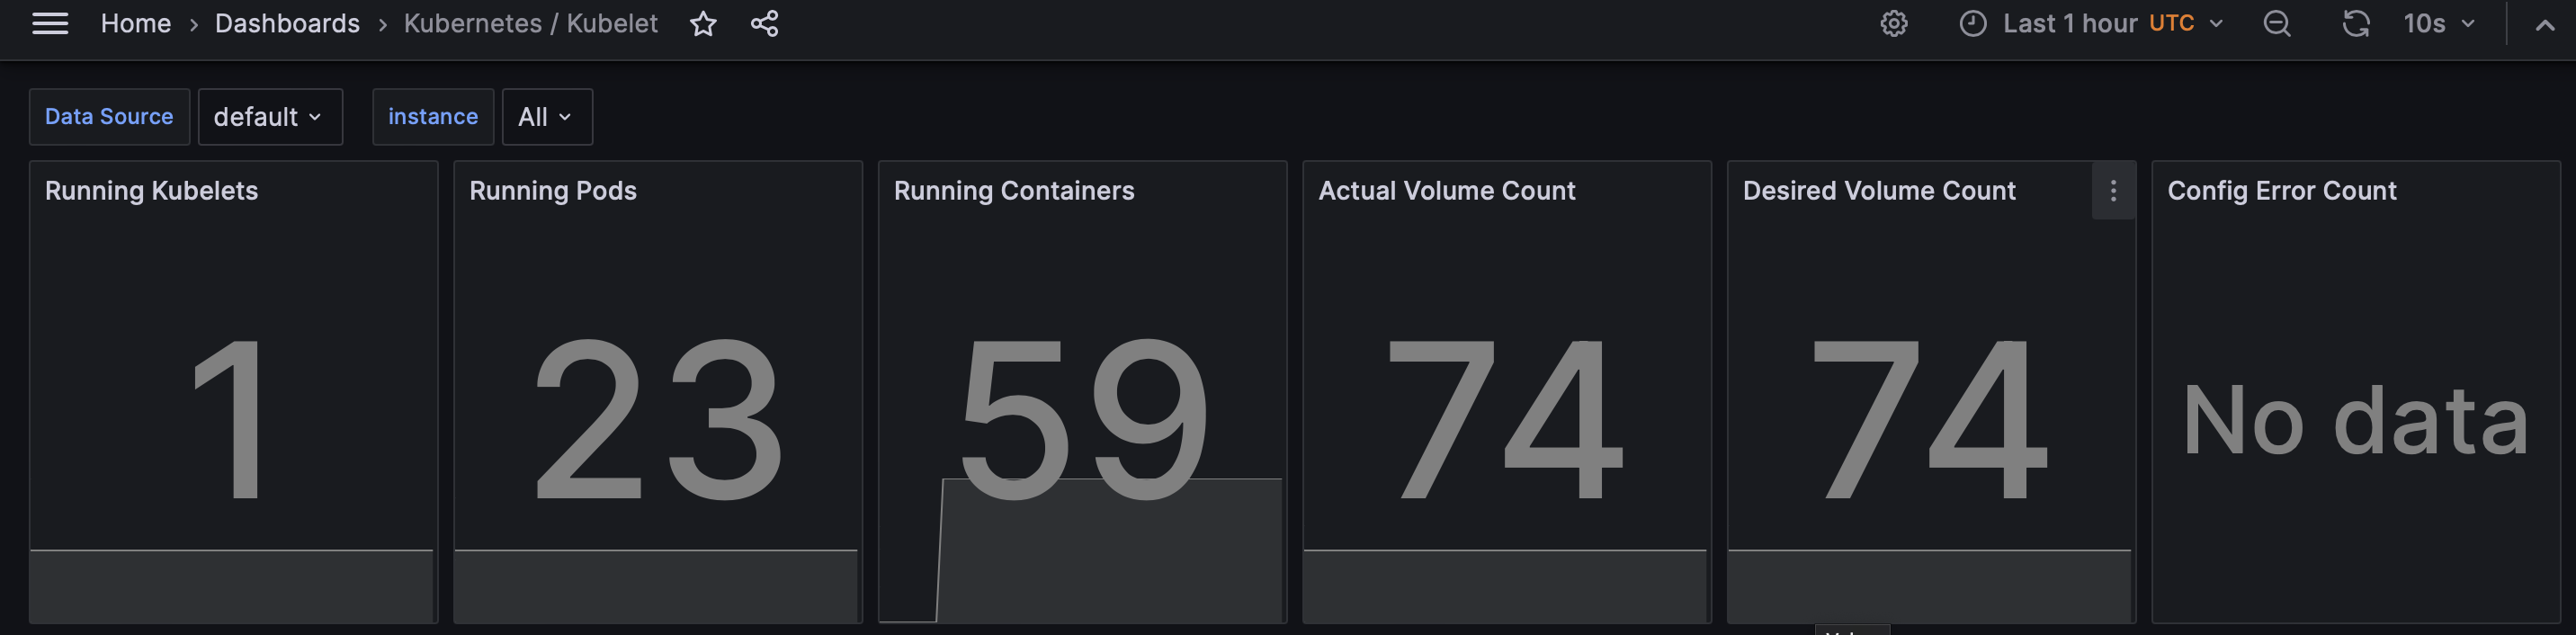 Home > Dashboards > Kubernetes / Kubelet
Last 1 hour UTC
10s
Data Source default instance All
Running Kubelets
1
Running Pods
23
Running Containers
59
Actual Volume Count
74
Desired Volume Count
74
Config Error Count
No data